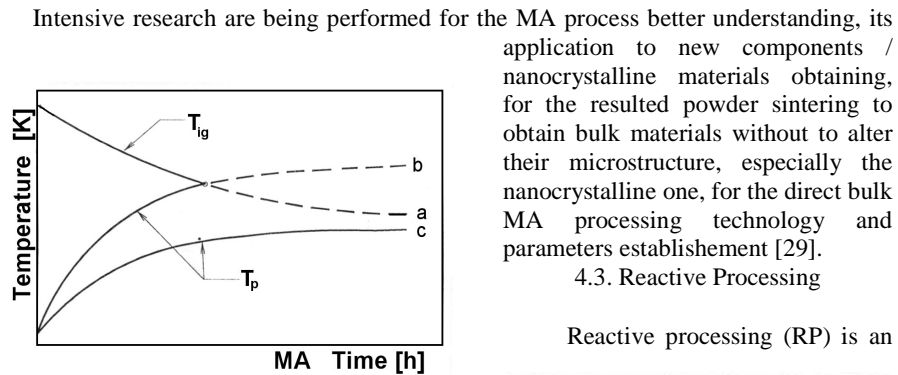 Intensive research are being performed for the MA process better understanding, its
application to new components /
nanocrystalline materials obtaining,
for the resulted powder sintering to
obtain bulk materials without to alter
their microstructure, especially the
nanocrystalline one, for the direct bulk
MA processing technology and
parameters establishement [29].
4.3. Reactive Processing
Reactive processing (RP) is an
Temperature [K]
Tig
b
a
c
Tp
MA Time [h]